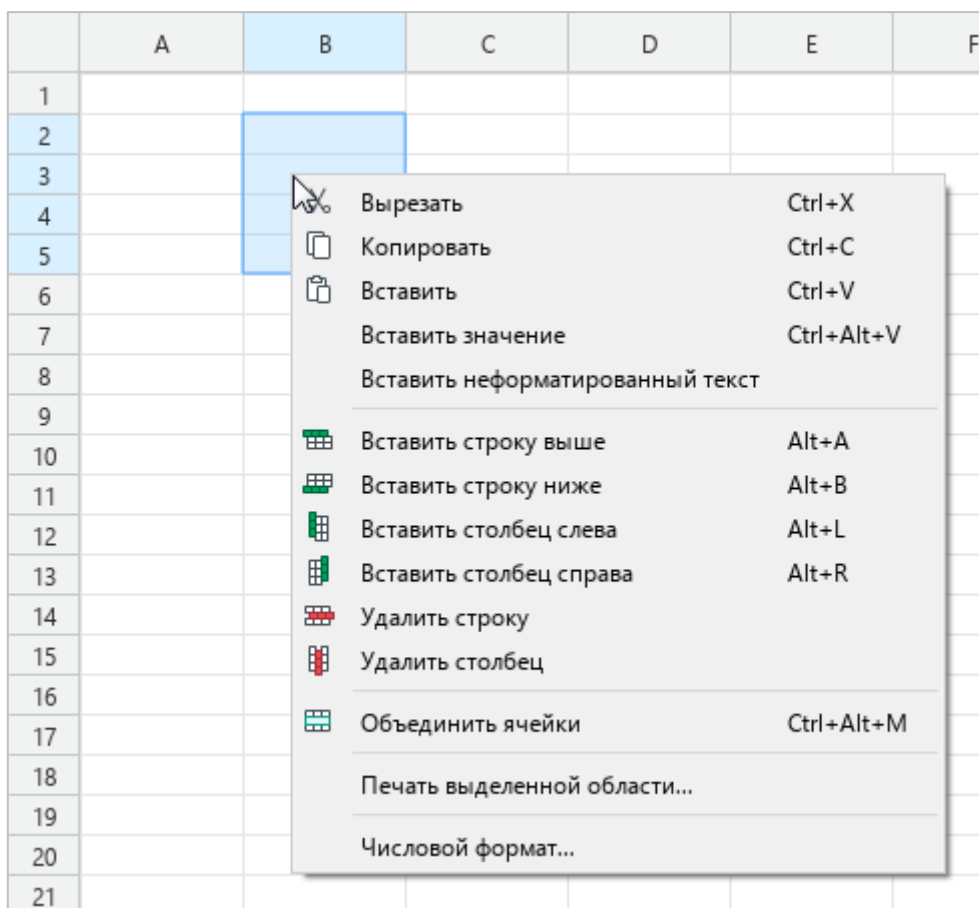 A B C D E F
1
2
3
4
5
6
7
8
9
10
11
12
13
14
15
16
17
18
19
20
21
Вырезать Ctrl+X
Копировать Ctrl+C
Вставить Ctrl+V
Вставить значение Ctrl+Alt+V
Вставить неформатированный текст
Вставить строку выше Alt+A
Вставить строку ниже Alt+B
Вставить столбец слева Alt+L
Вставить столбец справа Alt+R
Удалить строку
Удалить столбец
Объединить ячейки Ctrl+Alt+M
Печать выделенной области...
Числовой формат...